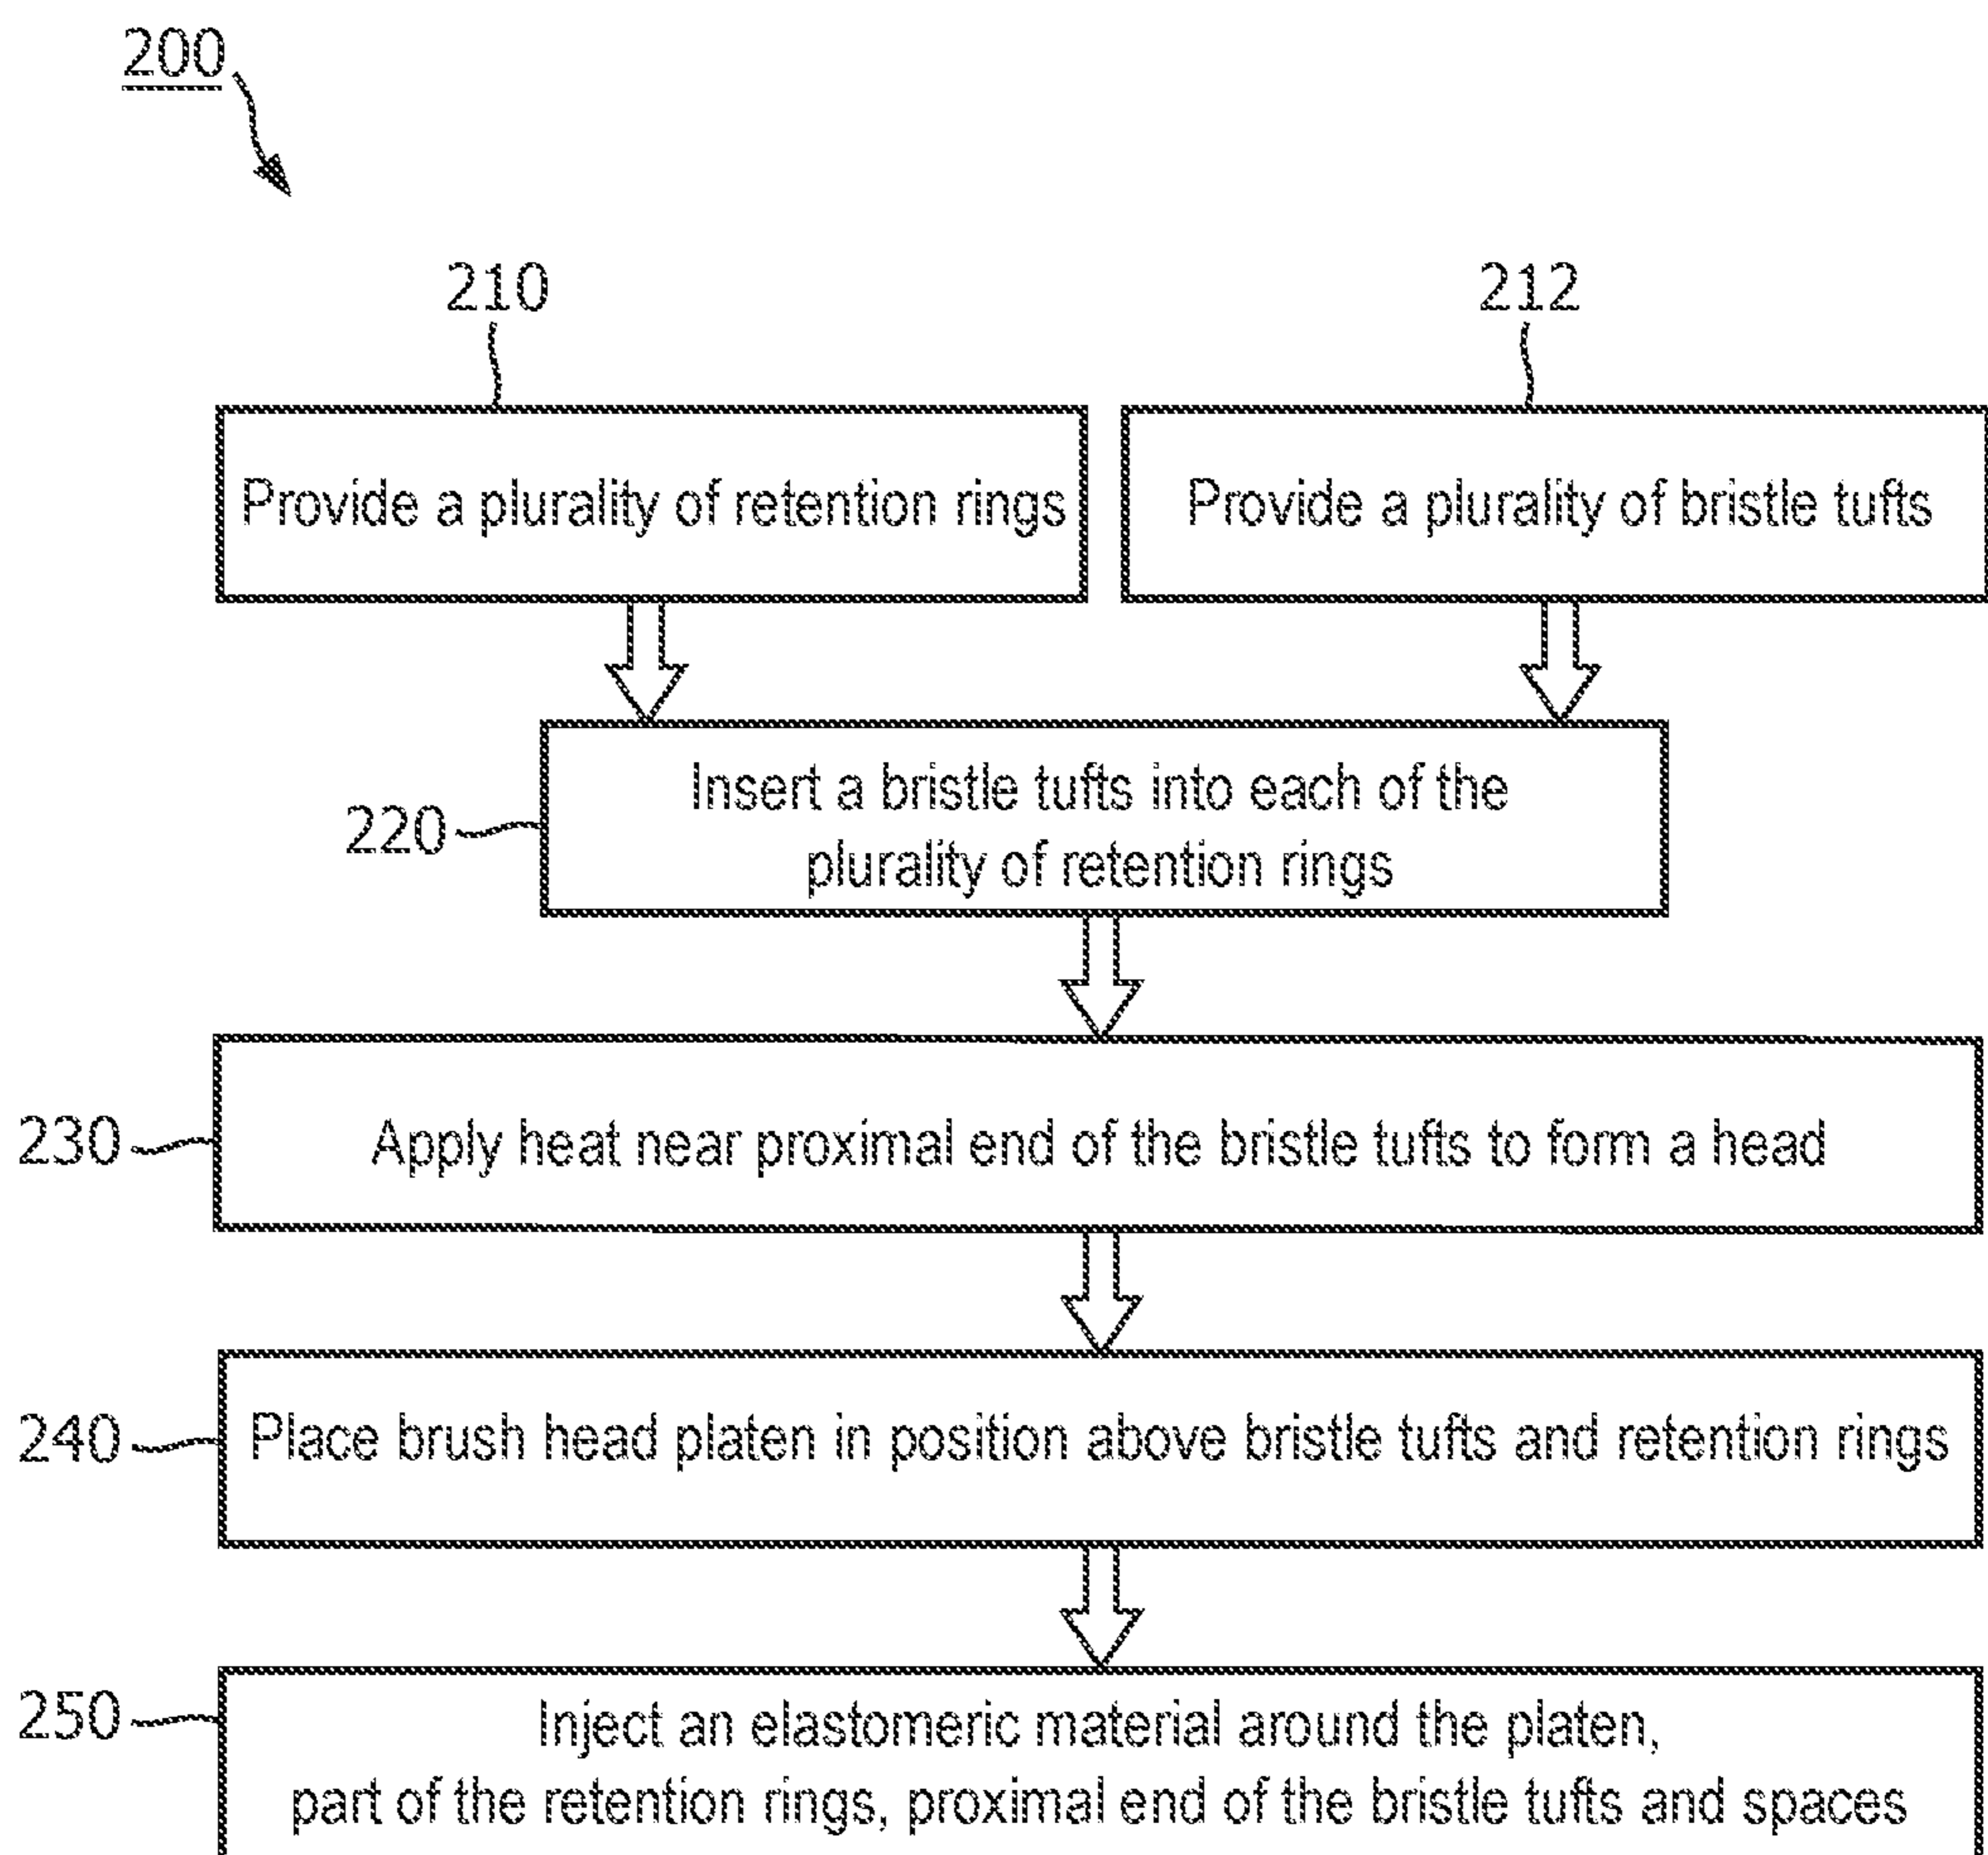 200
210
212
Provide a plurality of retention rings
Provide a plurality of bristle tufts
220
Insert a bristle tufts into each of the
plurality of retention rings
230
Apply heat near proximal end of the bristle tufts to form a head
240
Place brush head platen in position above bristle tufts and retention rings
250
Inject an elastomeric material around the platen,
part of the retention rings, proximal end of the bristle tufts and spaces